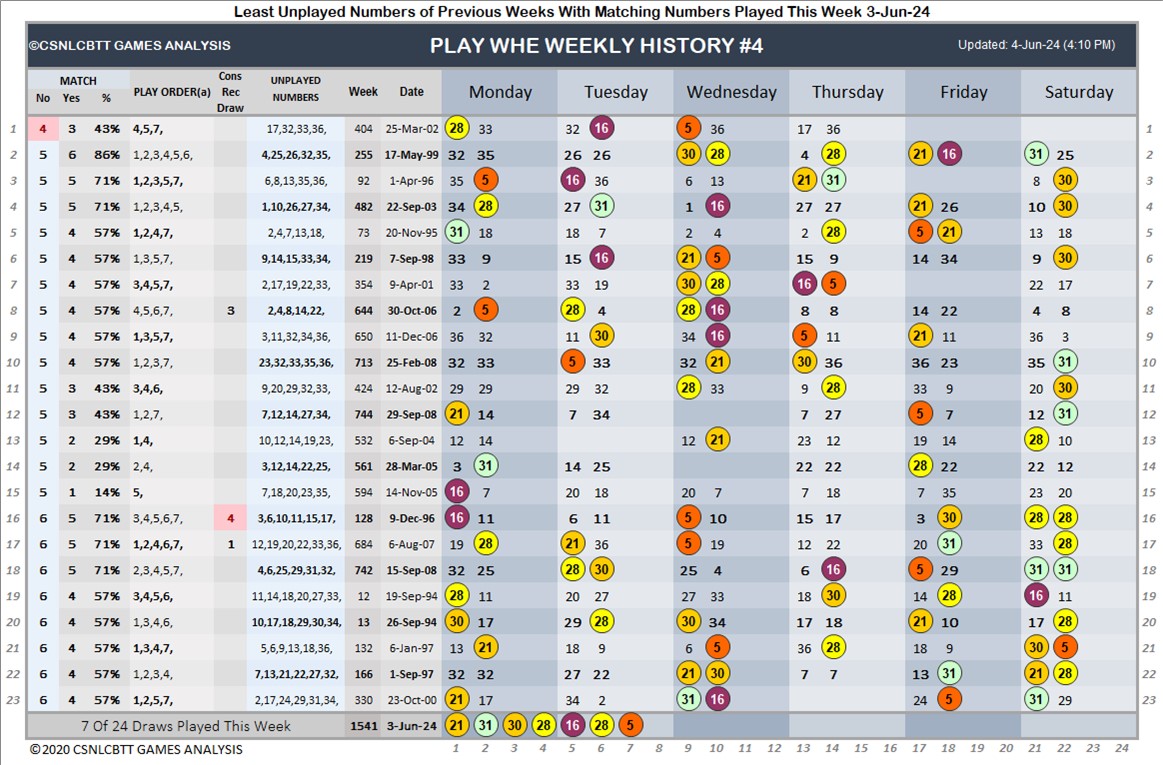 Least Unplayed Numbers of Previous Weeks With Matching Numbers Played This Week 3-Jun-24
©CSNLCBTT GAMES ANALYSIS PLAY WHE WEEKLY HISTORY #4 Updated: 4-Jun-24 (4:10 PM)
MATCH Cons Rec Draw UNPLAYED NUMBERS
No Yes % PLAY ORDER(a) Week Date Monday Tuesday Wednesday Thursday Friday Saturday
1 4 3 43% 4,5,7, 17,32,33,36, 404 25-Mar-02 28 33 32 16 5 36 17 36 1
2 5 6 86% 1,2,3,4,5,6, 4,25,26,32,35, 255 17-May-99 32 35 26 26 30 28 4 28 21 16 31 25 2
3 5 5 71% 1,2,3,5,7, 6,8,13,35,36, 92 1-Apr-96 35 5 16 36 6 13 21 31 8 30 3
4 5 5 71% 1,2,3,4,5, 1,10,26,27,34, 482 22-Sep-03 34 28 27 31 1 16 27 27 21 26 10 30 4
5 5 4 57% 1,2,4,7, 2,4,7,13,18, 73 20-Nov-95 31 18 18 7 2 4 2 28 5 21 13 18 5
6 5 4 57% 1,3,5,7, 9,14,15,33,34, 219 7-Sep-98 33 9 15 16 21 5 15 9 14 34 9 30 6
7 5 4 57% 3,4,5,7, 2,17,19,22,33, 354 9-Apr-01 33 2 33 19 30 28 16 5 22 17 7
8 5 4 57% 4,5,6,7, 3 2,4,8,14,22, 644 30-Oct-06 2 5 28 4 28 16 8 8 14 22 4 8 8
9 5 4 57% 1,3,5,7, 3,11,32,34,36, 650 11-Dec-06 36 32 11 30 34 16 5 11 21 11 36 3 9
10 5 4 57% 1,2,3,7, 23,32,33,35,36, 713 25-Feb-08 32 33 5 33 32 21 30 36 36 23 35 31 10
11 5 3 43% 3,4,6, 9,20,29,32,33, 424 12-Aug-02 29 29 29 32 28 33 9 28 33 9 20 30 11
12 5 3 43% 1,2,7, 7,12,14,27,34, 744 29-Sep-08 21 14 7 34 7 27 5 7 12 31 12
13 5 2 29% 1,4, 10,12,14,19,23, 532 6-Sep-04 12 14 12 21 23 12 19 14 28 10 13
14 5 2 29% 2,4, 3,12,14,22,25, 561 28-Mar-05 3 31 14 25 22 22 28 22 22 12 14
15 5 1 14% 5, 7,18,20,23,35, 594 14-Nov-05 16 7 20 18 20 7 7 18 7 35 23 20 15
16 6 5 71% 3,4,5,6,7, 4 3,6,10,11,15,17, 128 9-Dec-96 16 11 6 11 5 10 15 17 3 30 28 28 16
17 6 5 71% 1,2,4,6,7, 1 12,19,20,22,33,36, 684 6-Aug-07 19 28 21 36 5 19 12 22 20 31 33 28 17
18 6 5 71% 2,3,4,5,7, 4,6,25,29,31,32, 742 15-Sep-08 32 25 28 30 25 4 6 16 5 29 31 31 18
19 6 4 57% 3,4,5,6, 11,14,18,20,27,33, 12 19-Sep-94 28 11 20 27 27 33 18 30 14 28 16 11 19
20 6 4 57% 1,3,4,6, 10,17,18,29,30,34, 13 26-Sep-94 30 17 29 28 30 34 17 18 21 10 17 28 20
21 6 4 57% 1,3,4,7, 5,6,9,13,18,36, 132 6-Jan-97 13 21 18 9 6 5 36 28 18 9 30 5 21
22 6 4 57% 1,2,3,4, 7,13,21,22,27,32, 166 1-Sep-97 32 32 27 22 21 30 7 7 13 31 21 28 22
23 6 4 57% 1,2,5,7, 2,17,24,29,31,34, 330 23-Oct-00 21 17 34 2 31 16 24 5 31 29 23
7 Of 24 Draws Played This Week 1541 3-Jun-24 21 31 30 28 16 28 5
©2020 CSNLCBTT GAMES ANALYSIS 1 2 3 4 5 6 7 8 9 10 11 12 13 14 15 16 17 18 19 20 21 22 23 24